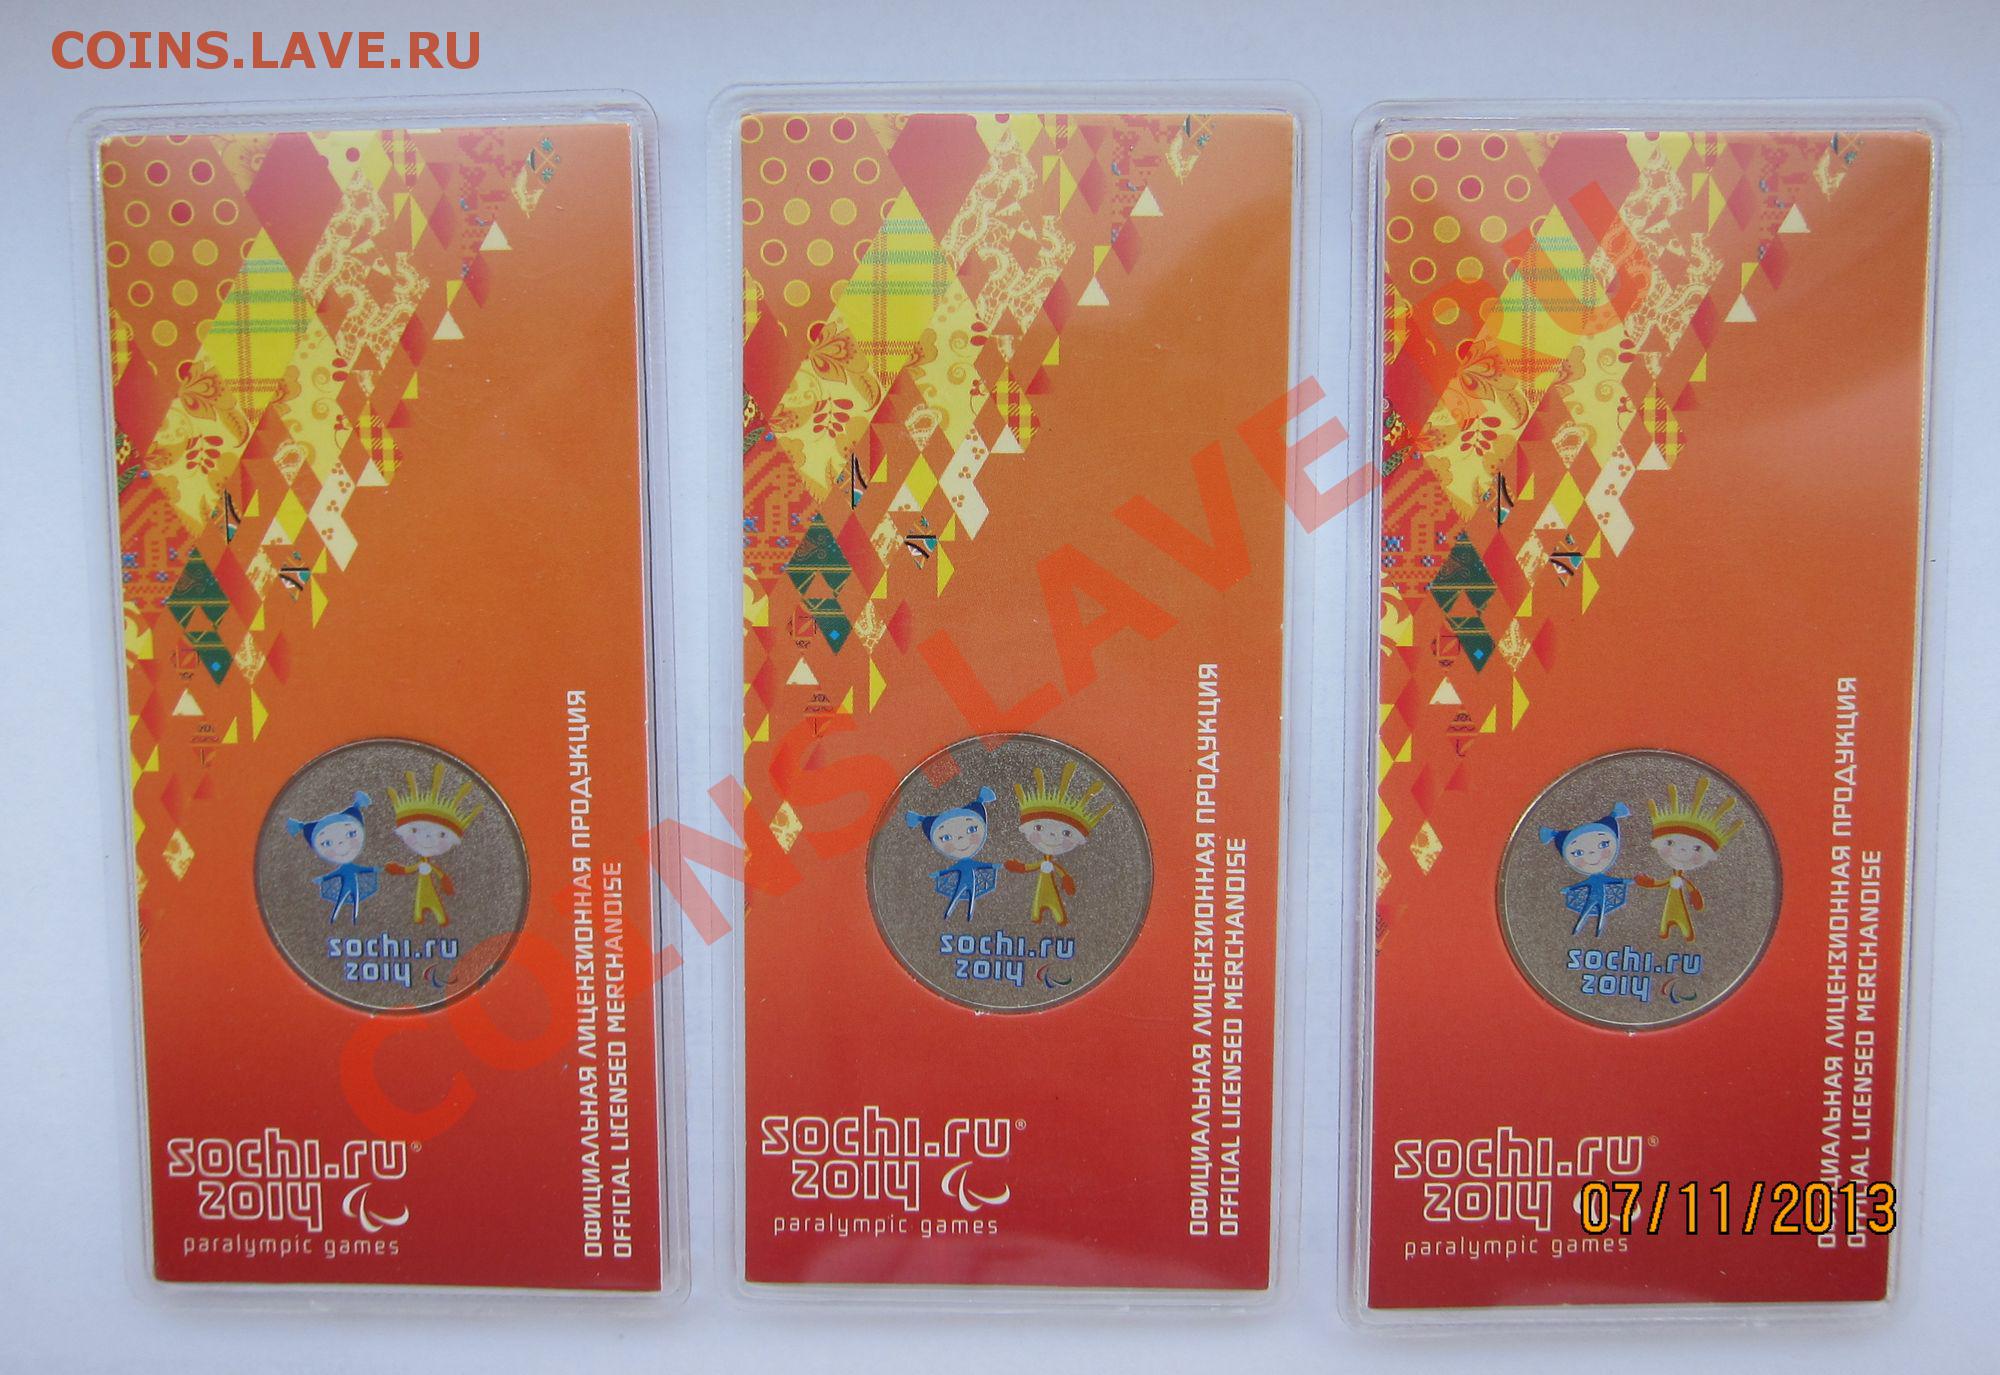 COINS.LAVE.RU
sochi.ru
2014
ОФИЦИАЛЬНАЯ ЛИЦЕНЗИОННАЯ ПРОДУКЦИЯ
OFFICIAL LICENSED MERCHANDISE
sochi.ru®
2014
paralympic games
sochi.ru
2014
ОФИЦИАЛЬНАЯ ЛИЦЕНЗИОННАЯ ПРОДУКЦИЯ
OFFICIAL LICENSED MERCHANDISE
sochi.ru®
2014
paralympic games
sochi.ru
2014
ОФИЦИАЛЬНАЯ ЛИЦЕНЗИОННАЯ ПРОДУКЦИЯ
OFFICIAL LICENSED MERCHANDISE
sochi.ru®
2014
paralympic games
COINS.LAVE.RU
07/11/2013